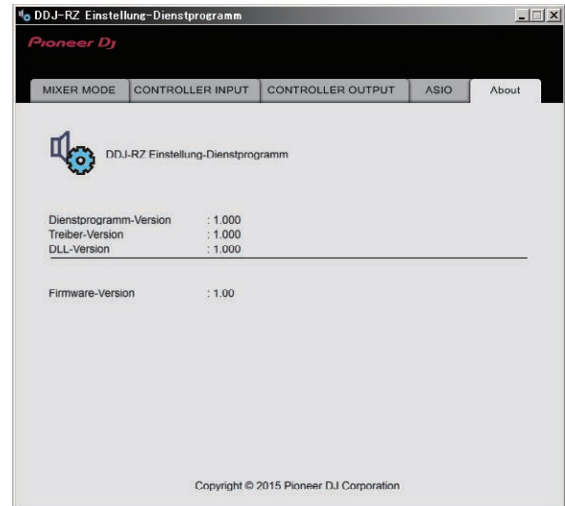 DDJ-RZ Einstellung-Dienstprogramm
Pioneer Dj
MIXER MODE CONTROLLER INPUT CONTROLLER OUTPUT ASIO About
DDJ-RZ Einstellung-Dienstprogramm
Dienstprogramm-Version : 1.000
Treiber-Version : 1.000
DLL-Version : 1.000
Firmware-Version : 1.00
Copyright © 2015 Pioneer DJ Corporation